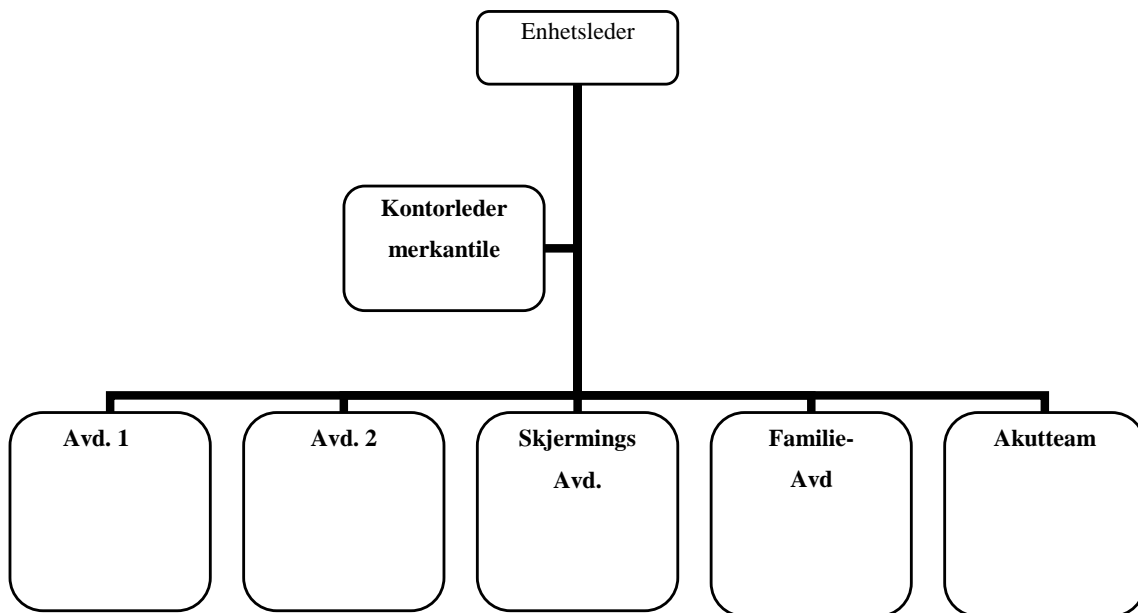 Enhetsleder
Kontorleder
merkantile
Avd. 1
Avd. 2
Skjermings
Avd.
Familie-
Avd
Akutteam